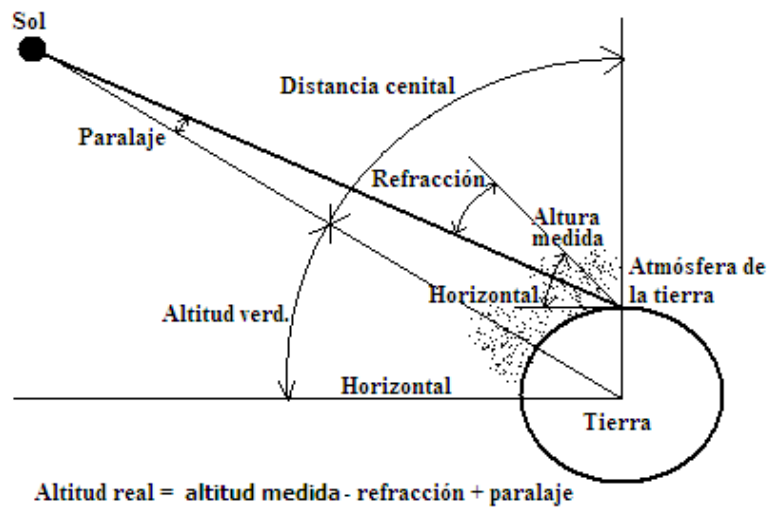 Sol
Distancia cenital
Paralaje
Refracción
Altura
medida
Atmósfera de
la tierra
Horizontal
Altitud verd.
Horizontal
Tierra
Altitud real = altitud medida - refracción + paralaje